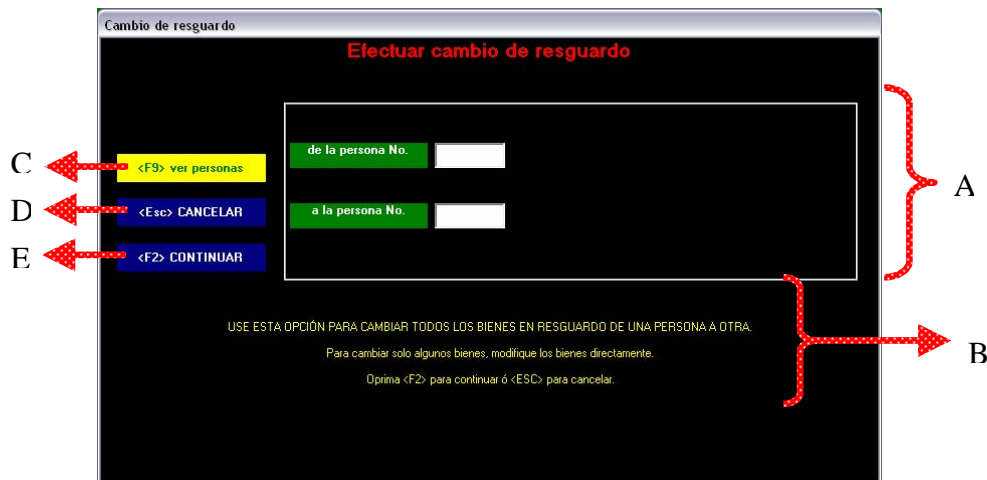 Cambio de resguardo
Efectuar cambio de resguardo
A
de la persona No.
C
<F9> ver personas
D
<Esc> CANCELAR
a la persona No.
E
<F2> CONTINUAR
USE ESTA OPCIÓN PARA CAMBIAR TODOS LOS BIENES EN RESGUARDO DE UNA PERSONA A OTRA.
B
Para cambiar solo algunos bienes, modifique los bienes directamente.
Oprima <F2> para continuar ó <ESC> para cancelar.